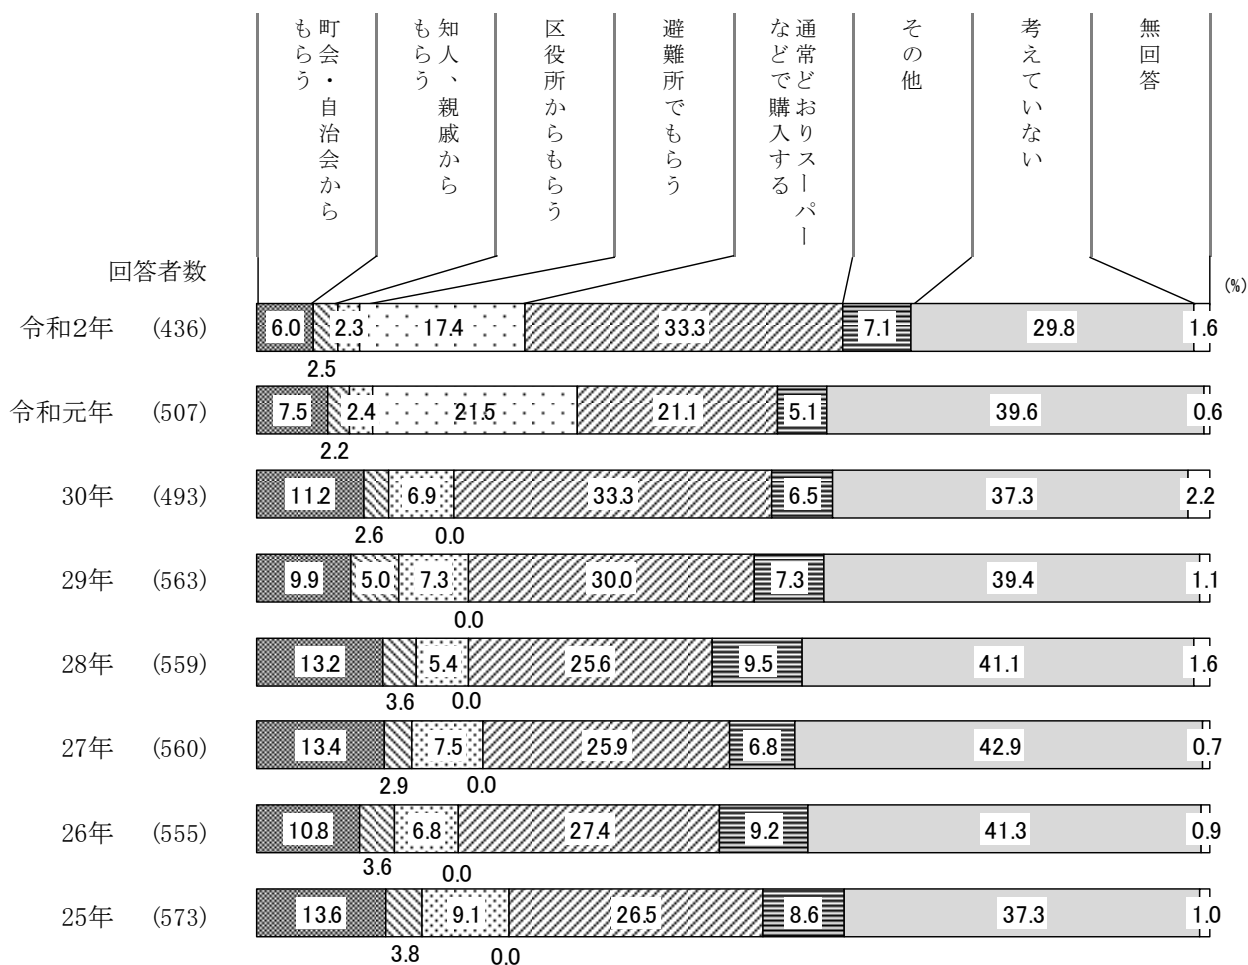 町会・自治会から
もらう
知人、親戚から
もらう
区役所からもらう
避難所でもらう
通常どおりスーパー
などで購入する
その他
考えていない
無回答
回答者数
(%)
令和2年 (436) 6.0 2.3 17.4 33.3 7.1 29.8 1.6
2.5
令和元年 (507) 7.5 2.4 21.5 21.1 5.1 39.6 0.6
2.2
30年 (493) 11.2 6.9 33.3 6.5 37.3 2.2
2.6 0.0
29年 (563) 9.9 5.0 7.3 30.0 7.3 39.4 1.1
0.0
28年 (559) 13.2 5.4 25.6 9.5 41.1 1.6
3.6 0.0
27年 (560) 13.4 7.5 25.9 6.8 42.9 0.7
2.9 0.0
26年 (555) 10.8 6.8 27.4 9.2 41.3 0.9
3.6 0.0
25年 (573) 13.6 9.1 26.5 8.6 37.3 1.0
3.8 0.0